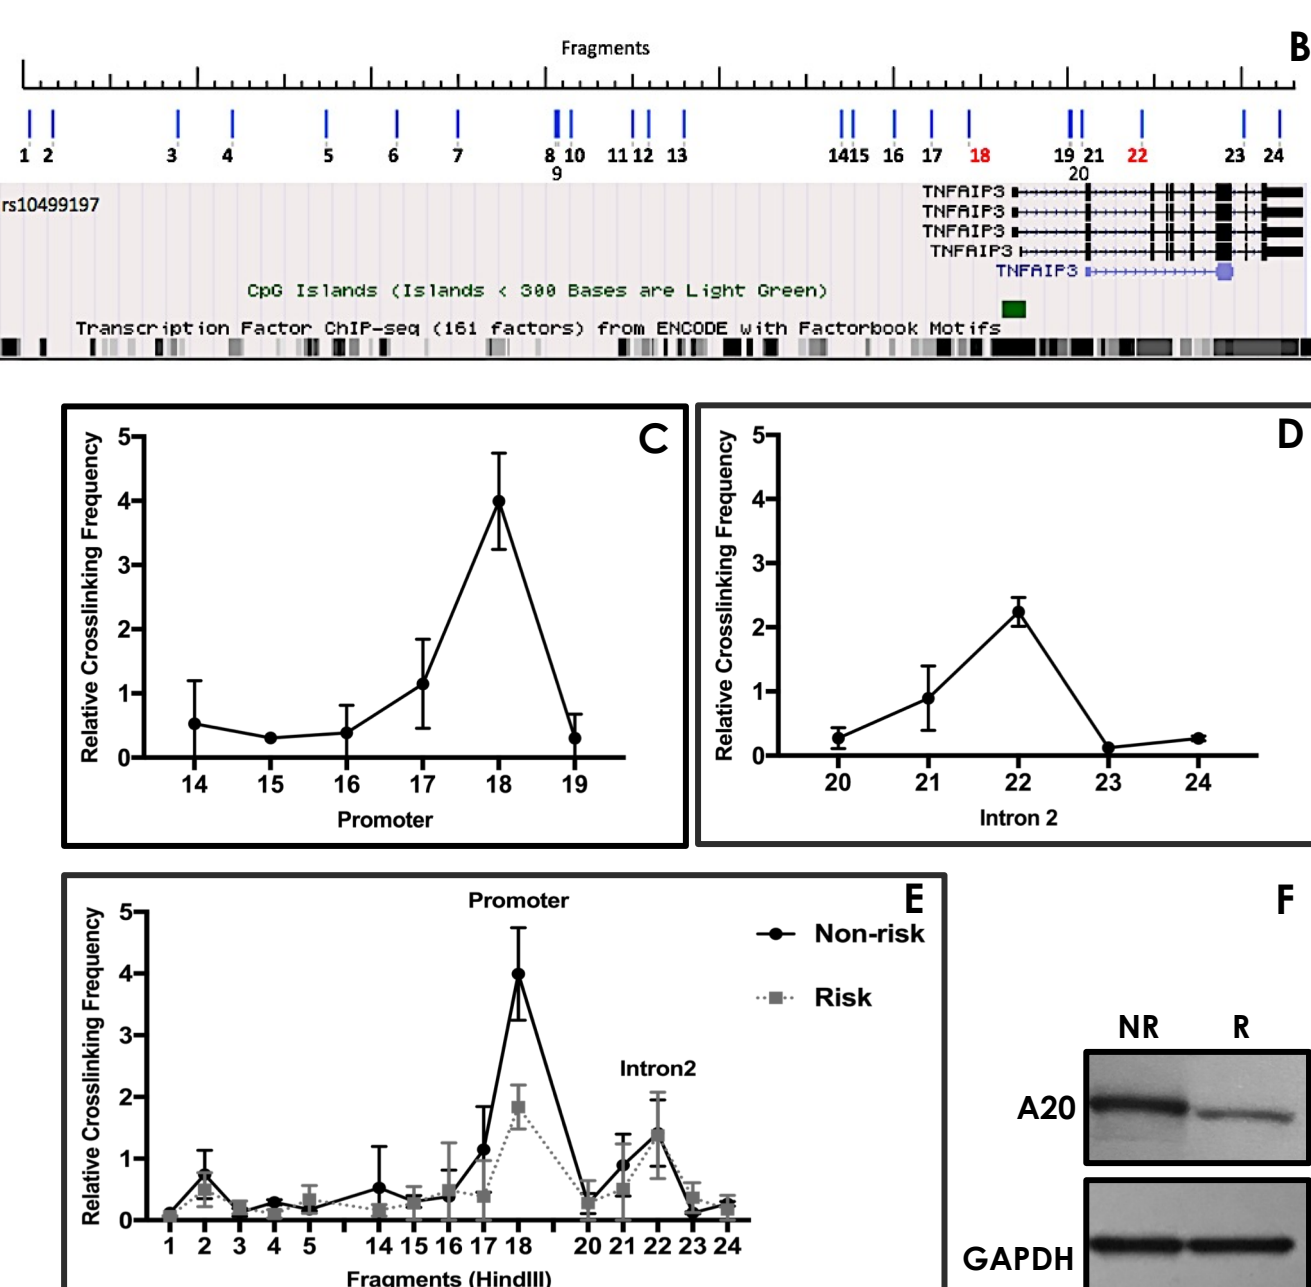 B
Fragments
1 2 3 4 5 6 7 8 10 11 12 13 14 15 16 17 18 19 21 22 23 24
9 20
rs10499197
TNFAIP3
TNFAIP3
TNFAIP3
TNFAIP3
TNFAIP3
CpG Islands (Islands < 300 Bases are Light Green)
Transcription Factor ChIP-seq (161 factors) from ENCODE with Factorbook Motifs
C
Relative Crosslinking Frequency
5
4
3
2
1
0
14 15 16 17 18 19
Promoter
D
Relative Crosslinking Frequency
5
4
3
2
1
0
20 21 22 23 24
Intron 2
E
Promoter
Intron2
Non-risk
Risk
Relative Crosslinking Frequency
5
4
3
2
1
0
1 2 3 4 5 14 15 16 17 18 20 21 22 23 24
Fragments (HindIII)
F
NR R
A20
GAPDH